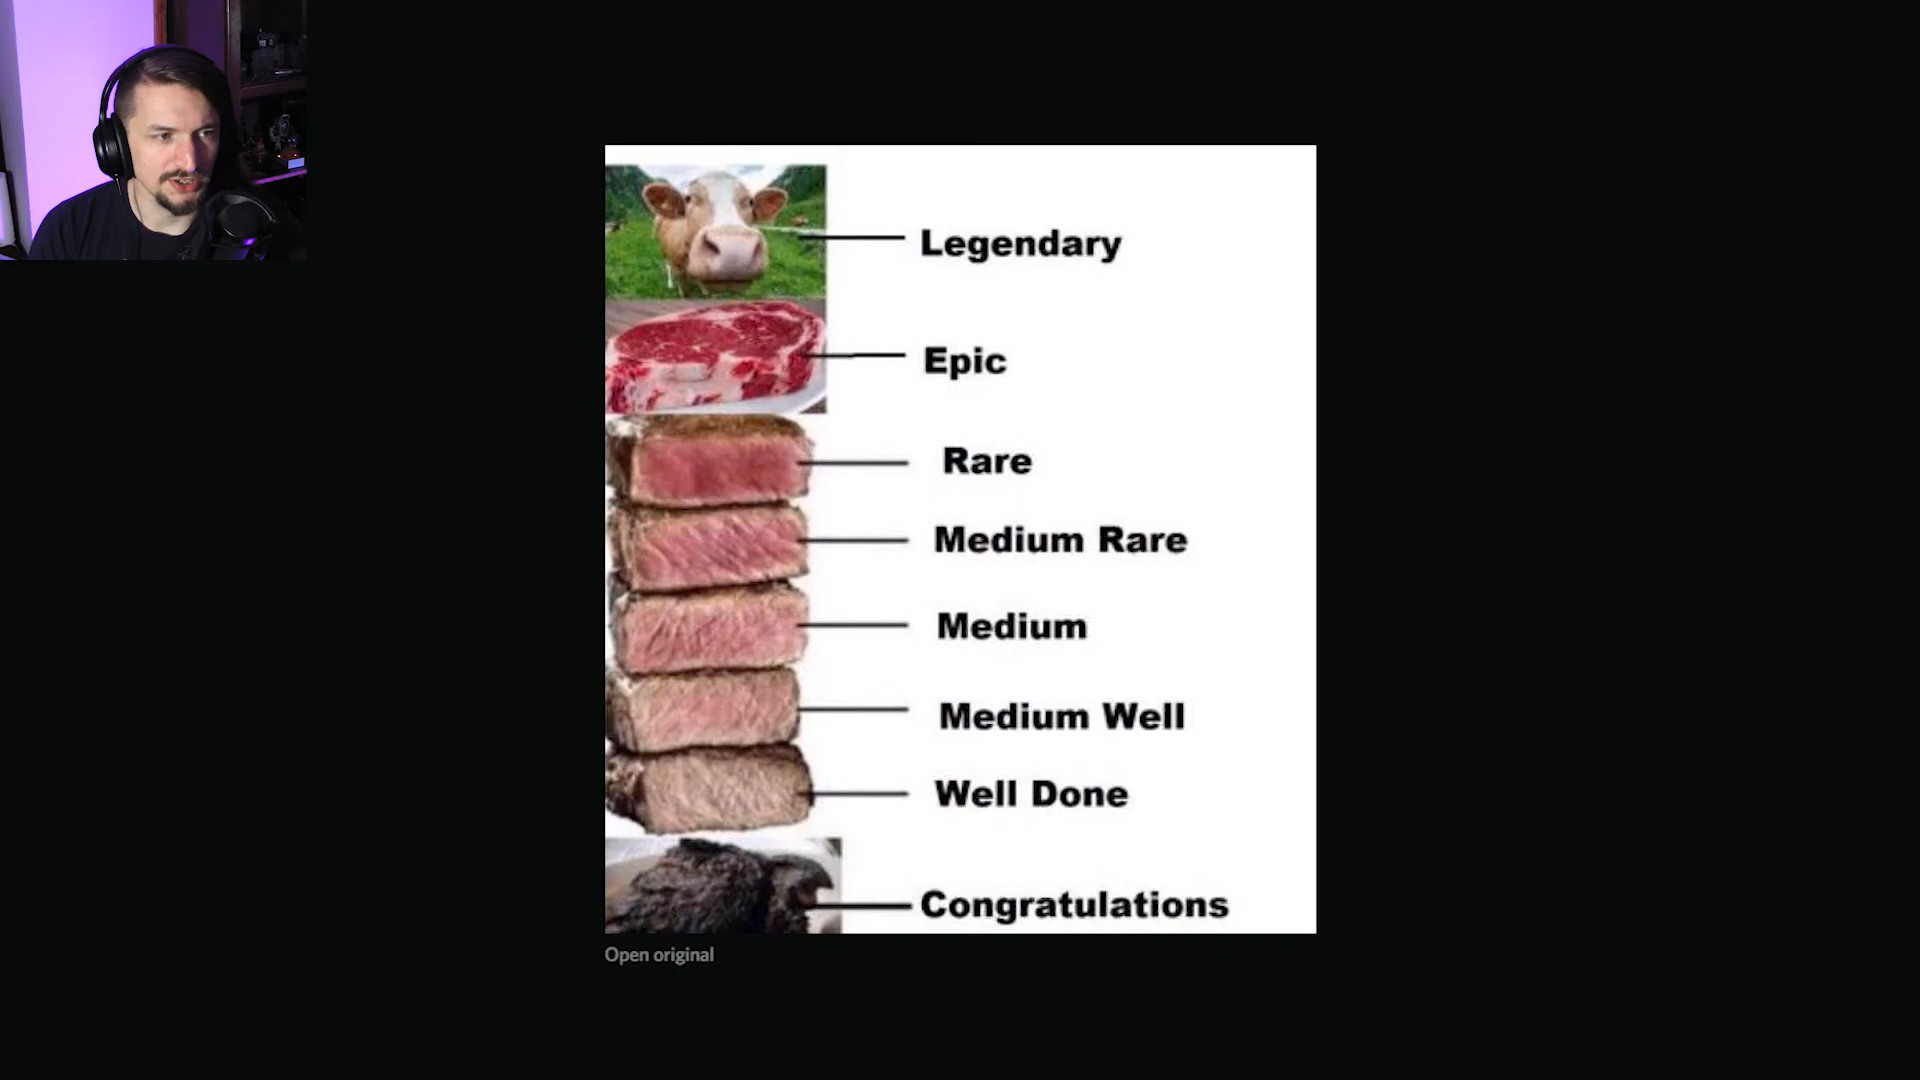 Legendary
Epic
Rare
Medium Rare
Medium
Medium Well
Well Done
Congratulations
Open original